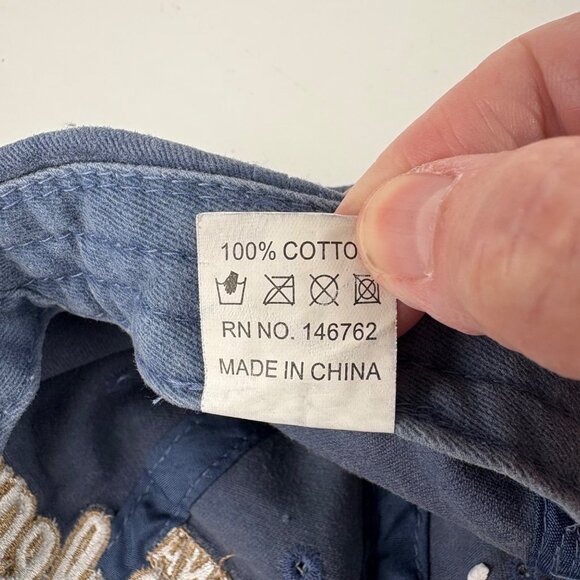 100% COTTO
RN NO. 146762
MADE IN CHINA